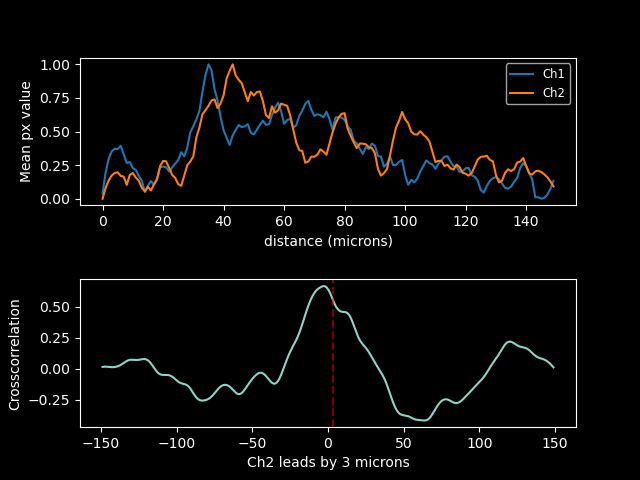 1.00
0.75
0.50
0.25
0.00
Mean px value
Ch1
Ch2
0 20 40 60 80 100 120 140
distance (microns)
0.50
0.25
0.00
−0.25
Crosscorrelation
−150 −100 −50 0 50 100 150
Ch2 leads by 3 microns